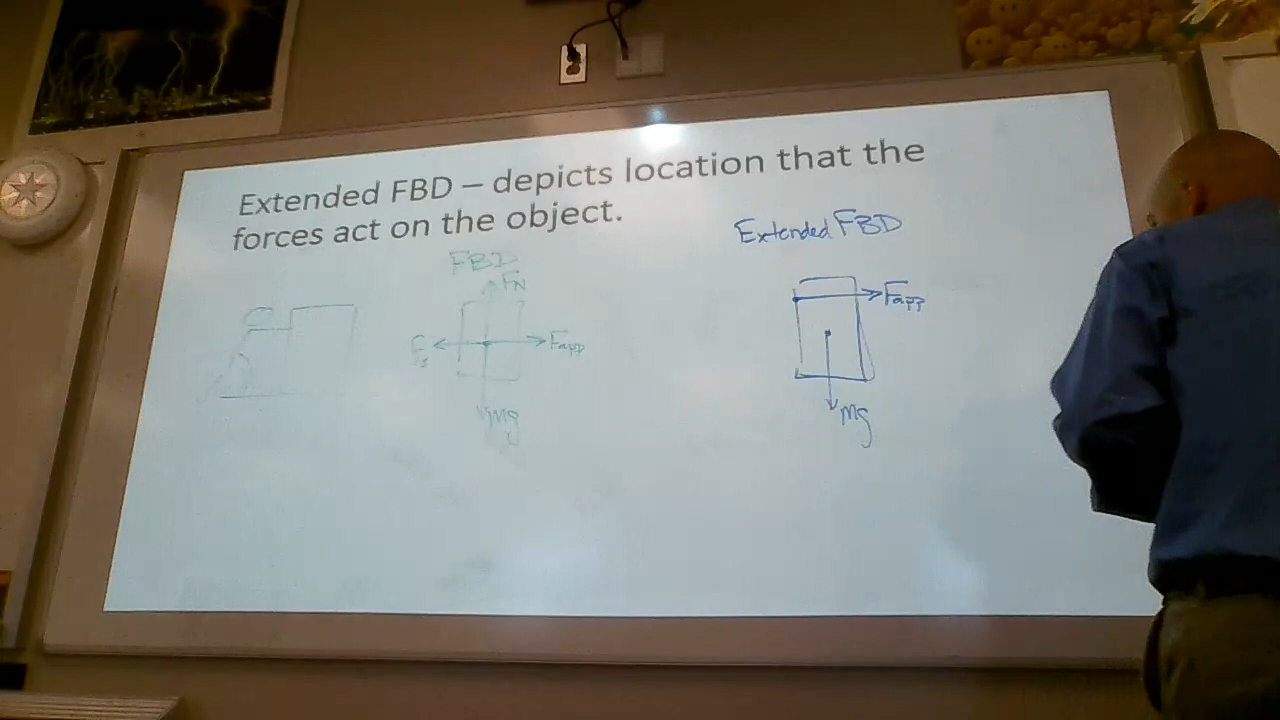 Extended FBD – depicts location that the
forces act on the object.
Extended FBD
FBD
FN
Fapp
Fapp
Mg
Mg